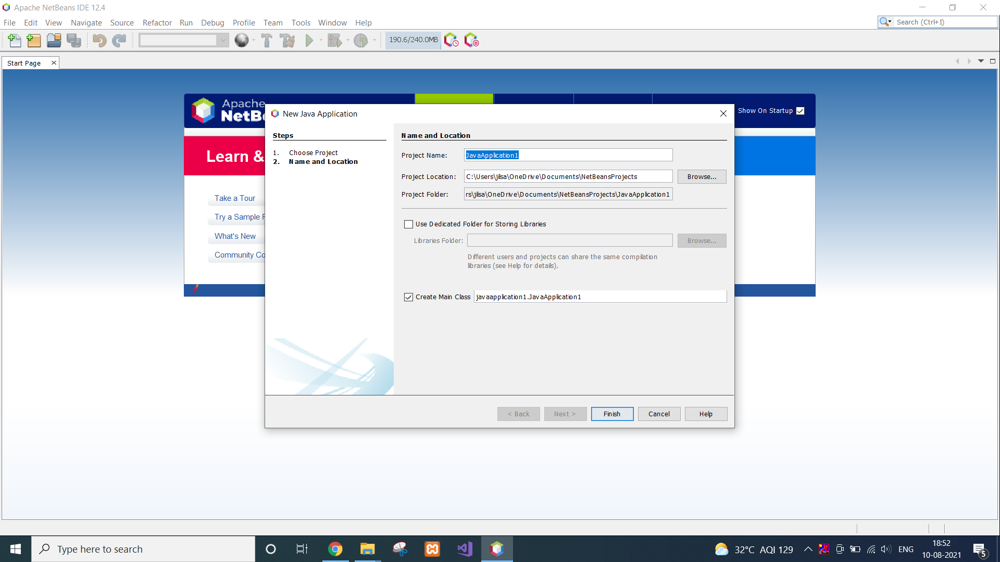 Apache NetBeans IDE 12.4
File Edit View Navigate Source Refactor Run Debug Profile Team Tools Window Help
Search (Ctrl+I)
190.6/240.0MB
Start Page
Apache
NetB
Show On Startup
Learn &
Take a Tour
Try a Sample
What's New
Community Co
New Java Application
Steps
1. Choose Project
2. Name and Location
Name and Location
Project Name: JavaApplication1
Project Location: C:\Users\jilsa\OneDrive\Documents\NetBeansProjects Browse...
Project Folder: rs\jilsa\OneDrive\Documents\NetBeansProjects\JavaApplication1
Use Dedicated Folder for Storing Libraries
Libraries Folder: Browse...
Different users and projects can share the same compilation
libraries (see Help for details).
Create Main Class javaapplication1.JavaApplication1
< Back Next > Finish Cancel Help
Type here to search
32°C AQI 129
ENG
18:52
10-08-2021
5